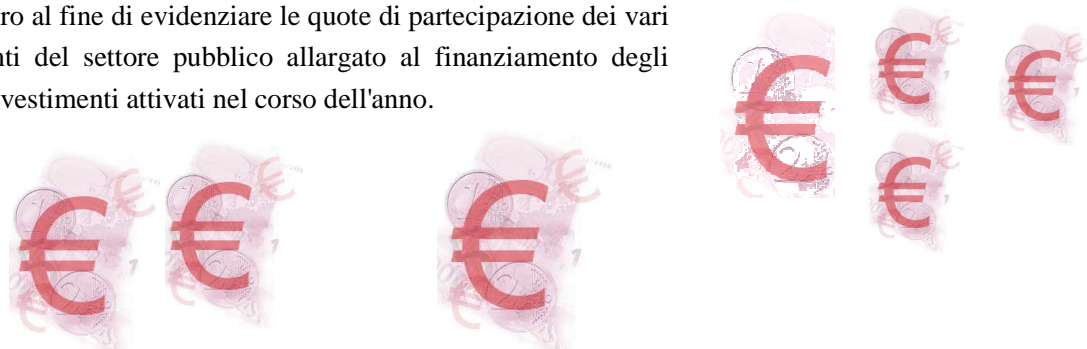 ro al fine di evidenziare le quote di partecipazione dei vari
nti del settore pubblico allargato al finanziamento degli
vestimenti attivati nel corso dell'anno.
€ € €
€ € €
€